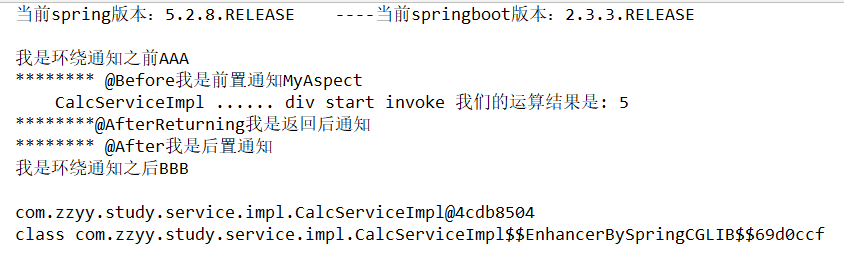 当前spring版本：5.2.8.RELEASE    ----当前springboot版本：2.3.3.RELEASE
我是环绕通知之前AAA
******** @Before我是前置通知MyAspect
    CalcServiceImpl ...... div start invoke 我们的运算结果是: 5
********@AfterReturning我是返回后通知
******** @After我是后置通知
我是环绕通知之后BBB
com.zzyy.study.service.impl.CalcServiceImpl@4cdb8504
class com.zzyy.study.service.impl.CalcServiceImpl$$EnhancerBySpringCGLIB$$69d0ccf